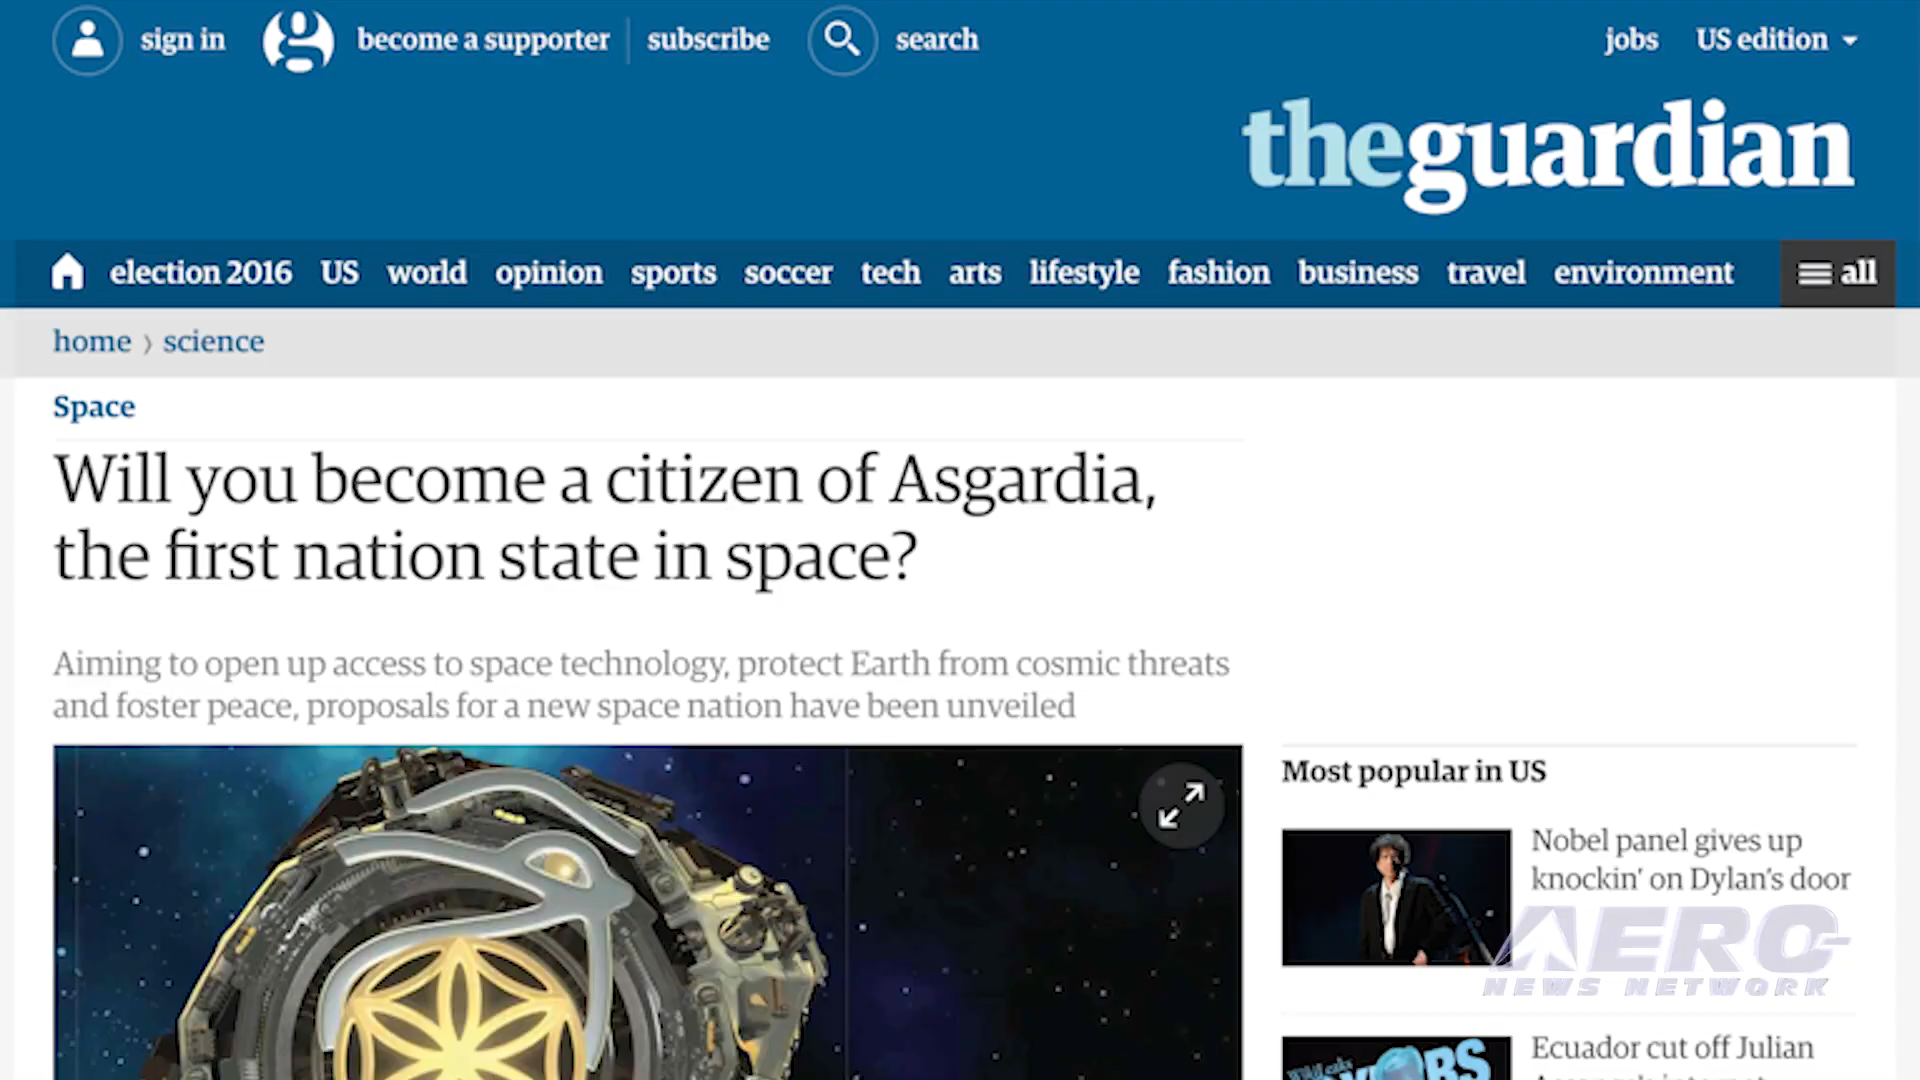 sign in
become a supporter
subscribe
search
jobs
US edition
theguardian
election 2016 US world opinion sports soccer tech arts lifestyle fashion business travel environment all
home › science
Space
Will you become a citizen of Asgardia,
the first nation state in space?
Aiming to open up access to space technology, protect Earth from cosmic threats
and foster peace, proposals for a new space nation have been unveiled
Most popular in US
Nobel panel gives up
knockin' on Dylan's door
AERO
NEWS NETWORK
Ecuador cut off Julian